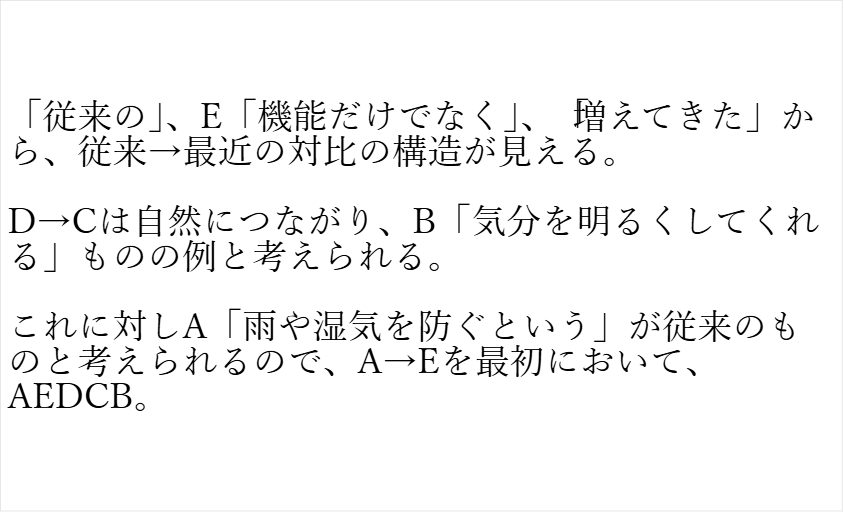 「従来の」、E「機能だけでなく」、「増えてきた」か
ら、従来→最近の対比の構造が見える。
D→Cは自然につながり、B「気分を明るくしてくれ
る」ものの例と考えられる。
これに対しA「雨や湿気を防ぐという」が従来のも
のと考えられるので、A→Eを最初において、
AEDCB。